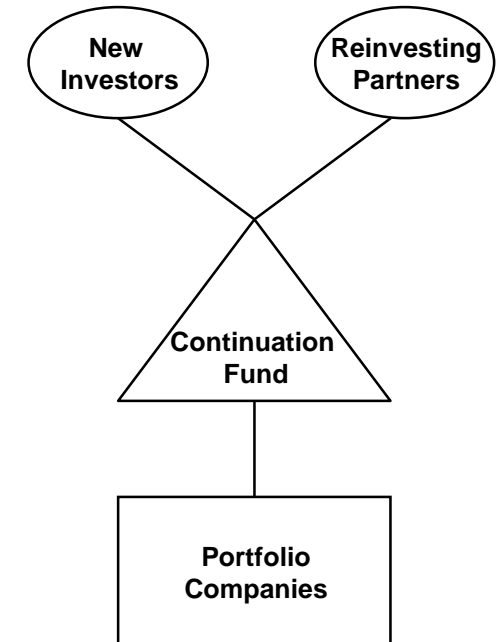 New
Investors
Reinvesting
Partners
Continuation
Fund
Portfolio
Companies